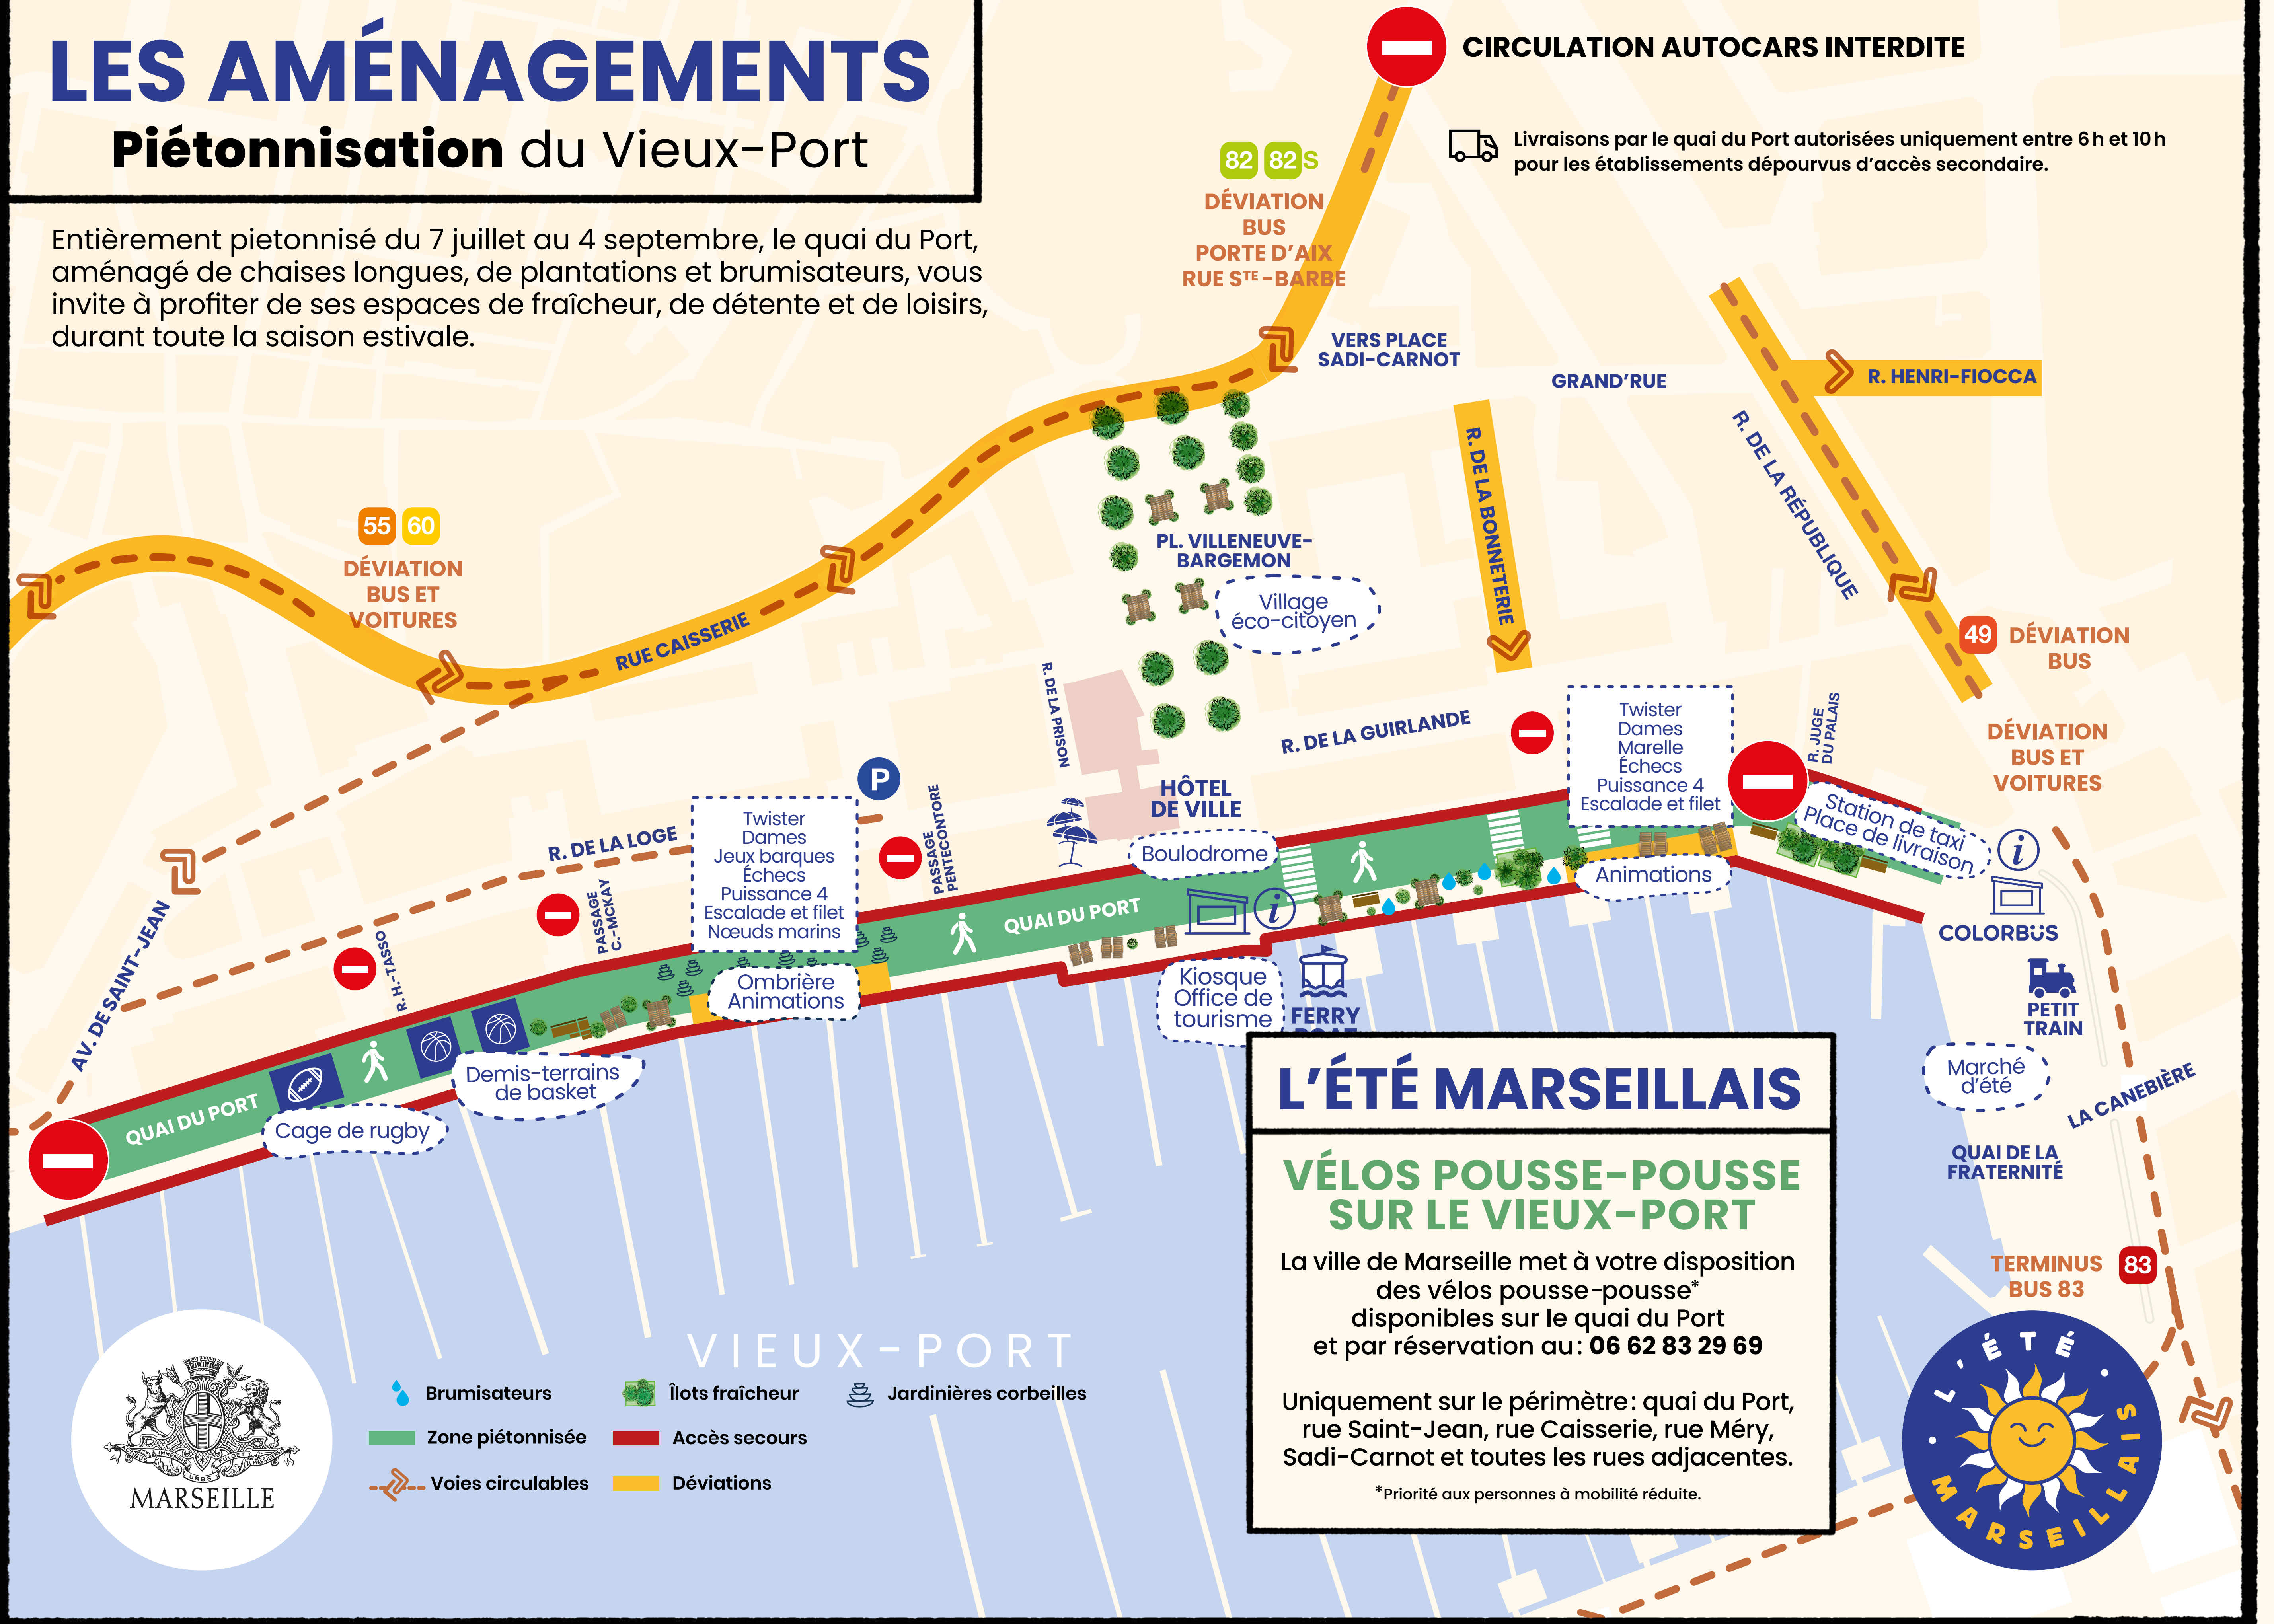 LES AMÉNAGEMENTS
Piétonnisation du Vieux-Port
Entièrement pietonnisé du 7 juillet au 4 septembre, le quai du Port,
aménagé de chaises longues, de plantations et brumisateurs, vous
invite à profiter de ses espaces de fraîcheur, de détente et de loisirs,
durant toute la saison estivale.
CIRCULATION AUTOCARS INTERDITE
Livraisons par le quai du Port autorisées uniquement entre 6 h et 10 h
pour les établissements dépourvus d'accès secondaire.
82 82S
DÉVIATION
BUS
PORTE D'AIX
RUE STE-BARBE
VERS PLACE
SADI-CARNOT
GRAND'RUE
R. HENRI-FIOCCA
R. DE LA RÉPUBLIQUE
R. DE LA BONNETERIE
55 60
DÉVIATION
BUS ET
VOITURES
RUE CAISSERIE
PL. VILLENEUVE-
BARGEMON
Village
éco-citoyen
49 DÉVIATION
BUS
DÉVIATION
BUS ET
VOITURES
R. DE LA PRISON
R. DE LA GUIRLANDE
Twister
Dames
Marelle
Échecs
Puissance 4
Escalade et filet
R. JUGE
DU PALAIS
Station de taxi
Place de livraison
i
COLORBÜS
PETIT
TRAIN
P
HÔTEL
DE VILLE
Boulodrome
Animations
R. DE LA LOGE
Twister
Dames
Jeux barques
Échecs
Puissance 4
Escalade et filet
Nœuds marins
PASSAGE
PENTECONTORE
PASSAGE
C.-MCKAY
R. H.-TASSO
AV. DE SAINT-JEAN
QUAI DU PORT
i
Ombrière
Animations
Kiosque
Office de
tourisme
FERRY
BOAT
Demis-terrains
de basket
QUAI DU PORT
Cage de rugby
Marché
d'été
LA CANEBIÈRE
QUAI DE LA
FRATERNITÉ
TERMINUS
BUS 83
83
L'ÉTÉ MARSEILLAIS
VÉLOS POUSSE-POUSSE
SUR LE VIEUX-PORT
La ville de Marseille met à votre disposition
des vélos pousse-pousse*
disponibles sur le quai du Port
et par réservation au : 06 62 83 29 69
Uniquement sur le périmètre : quai du Port,
rue Saint-Jean, rue Caisserie, rue Méry,
Sadi-Carnot et toutes les rues adjacentes.
*Priorité aux personnes à mobilité réduite.
VIEUX-PORT
Brumisateurs
Îlots fraîcheur
Jardinières corbeilles
Zone piétonnisée
Accès secours
Voies circulables
Déviations
MARSEILLE
L'ÉTÉ
MARSEILLAIS